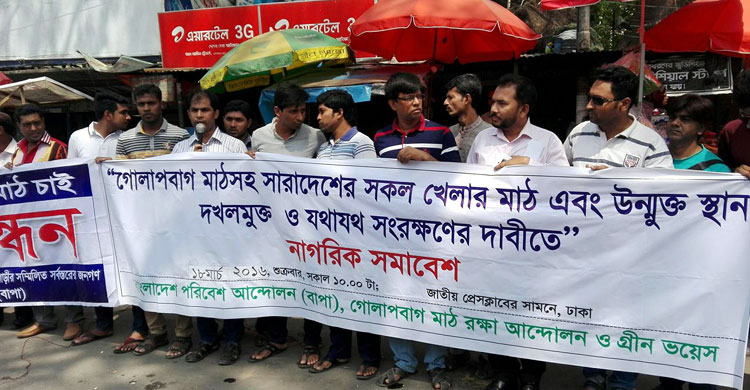 এয়ারটেল 3G
এয়ারটেল 3G
শিয়াল স্ট
মাঠ চাই
ন্ধন
ড়ীর সম্মিলিত সর্বস্তরের জনগণ
(বাপা)
“গোলাপবাগ মাঠসহ সারাদেশের সকল খেলার মাঠ এবং উন্মুক্ত স্থান
দখলমুক্ত ও যথাযথ সংরক্ষণের দাবীতে”
নাগরিক সমাবেশ
১৮মার্চ ২০১৬, শুক্রবার, সকাল ১০.০০ টা;
জাতীয় প্রেসক্লাবের সামনে, ঢাকা
বাংলাদেশ পরিবেশ আন্দোলন (বাপা), গোলাপবাগ মাঠ রক্ষা আন্দোলন ও গ্রীন ভয়েস